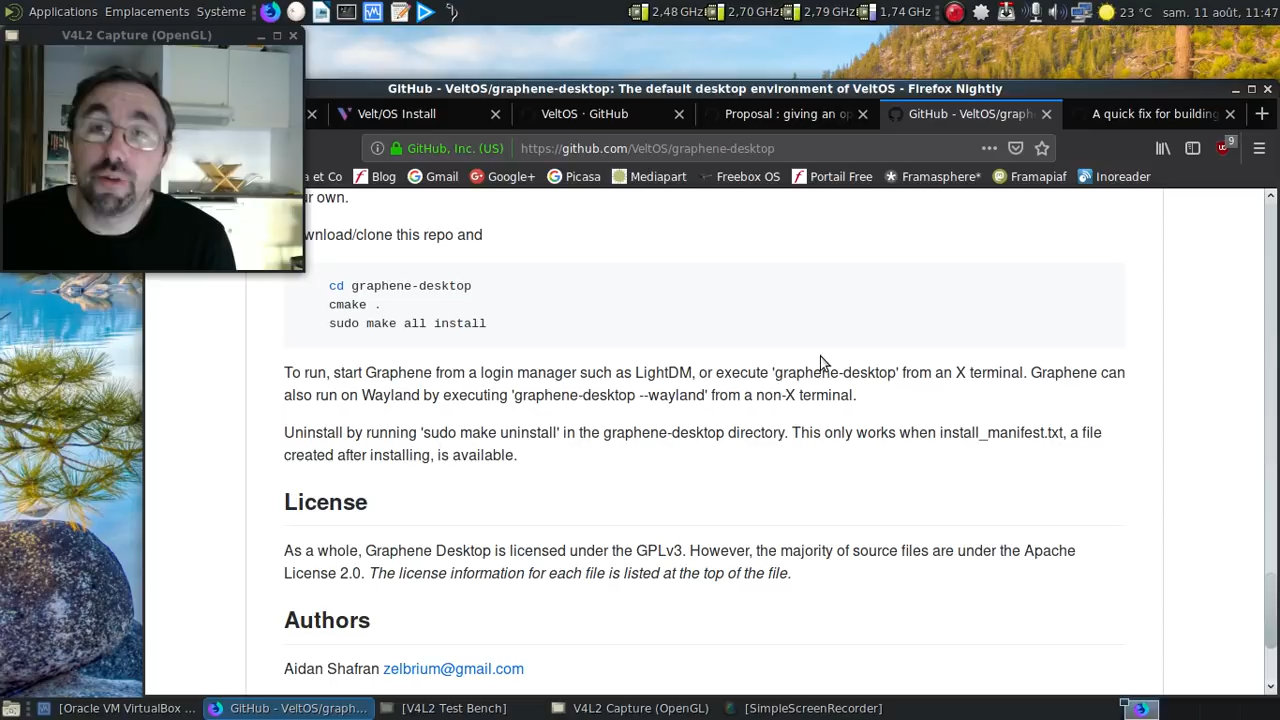 Applications Emplacements Système
2,48 GHz 2,70 GHz 2,79 GHz 1,74 GHz 23 °C sam. 11 août, 11:47
V4L2 Capture (OpenGL)
GitHub - VeltOS/graphene-desktop: The default desktop environment of VeltOS - Firefox Nightly
Velt/OS Install VeltOS · GitHub Proposal : giving an op GitHub - VeltOS/graph A quick fix for building
GitHub, Inc. (US) https://github.com/VeltOS/graphene-desktop 9
a et Co Blog Gmail Google+ Picasa Mediapart Freebox OS Portail Free Framasphere* Framapiaf Inoreader
ur own.
wnload/clone this repo and
cd graphene-desktop
cmake .
sudo make all install
To run, start Graphene from a login manager such as LightDM, or execute 'graphene-desktop' from an X terminal. Graphene can
also run on Wayland by executing 'graphene-desktop --wayland' from a non-X terminal.
Uninstall by running 'sudo make uninstall' in the graphene-desktop directory. This only works when install_manifest.txt, a file
created after installing, is available.
License
As a whole, Graphene Desktop is licensed under the GPLv3. However, the majority of source files are under the Apache
License 2.0. The license information for each file is listed at the top of the file.
Authors
Aidan Shafran zelbrium@gmail.com
[Oracle VM VirtualBox ... GitHub - VeltOS/graph... [V4L2 Test Bench] V4L2 Capture (OpenGL) [SimpleScreenRecorder]